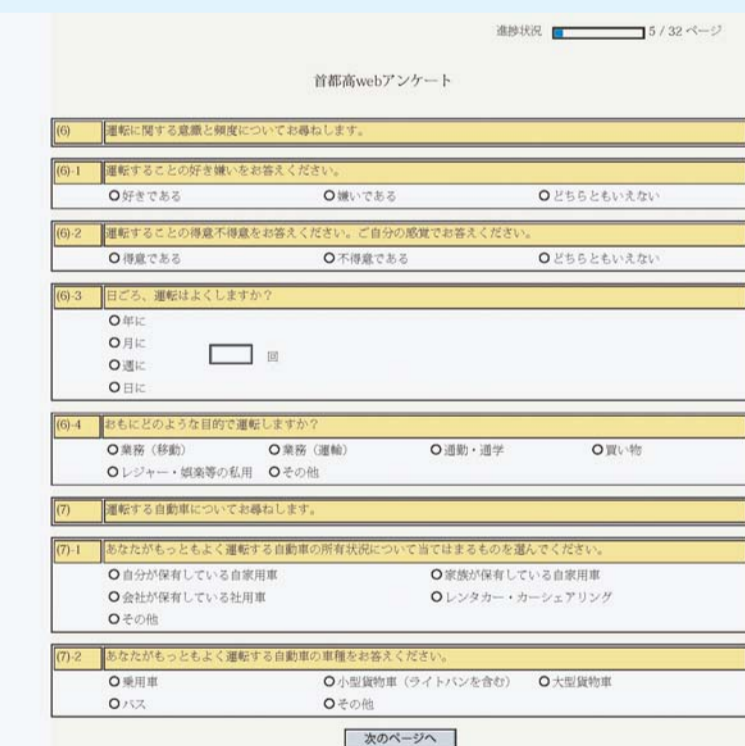 進捗状況 5 / 32 ページ
首都高webアンケート
(6) 運転に関する意識と頻度についてお尋ねします。
(6)-1 運転することの好き嫌いをお答えください。
好きである 嫌いである どちらともいえない
(6)-2 運転することの得意不得意をお答えください。ご自分の感覚でお答えください。
得意である 不得意である どちらともいえない
(6)-3 日ごろ、運転はよくしますか？
年に
月に
回
週に
日に
(6)-4 おもにどのような目的で運転しますか？
業務（移動） 業務（運輸） 通勤・通学 買い物
レジャー・娯楽等の私用 その他
(7) 運転する自動車についてお尋ねします。
(7)-1 あなたがもっともよく運転する自動車の所有状況について当てはまるものを選んでください。
自分が保有している自家用車 家族が保有している自家用車
会社が保有している社用車 レンタカー・カーシェアリング
その他
(7)-2 あなたがもっともよく運転する自動車の車種をお答えください。
乗用車 小型貨物車（ライトバンを含む） 大型貨物車
バス その他
次のページへ